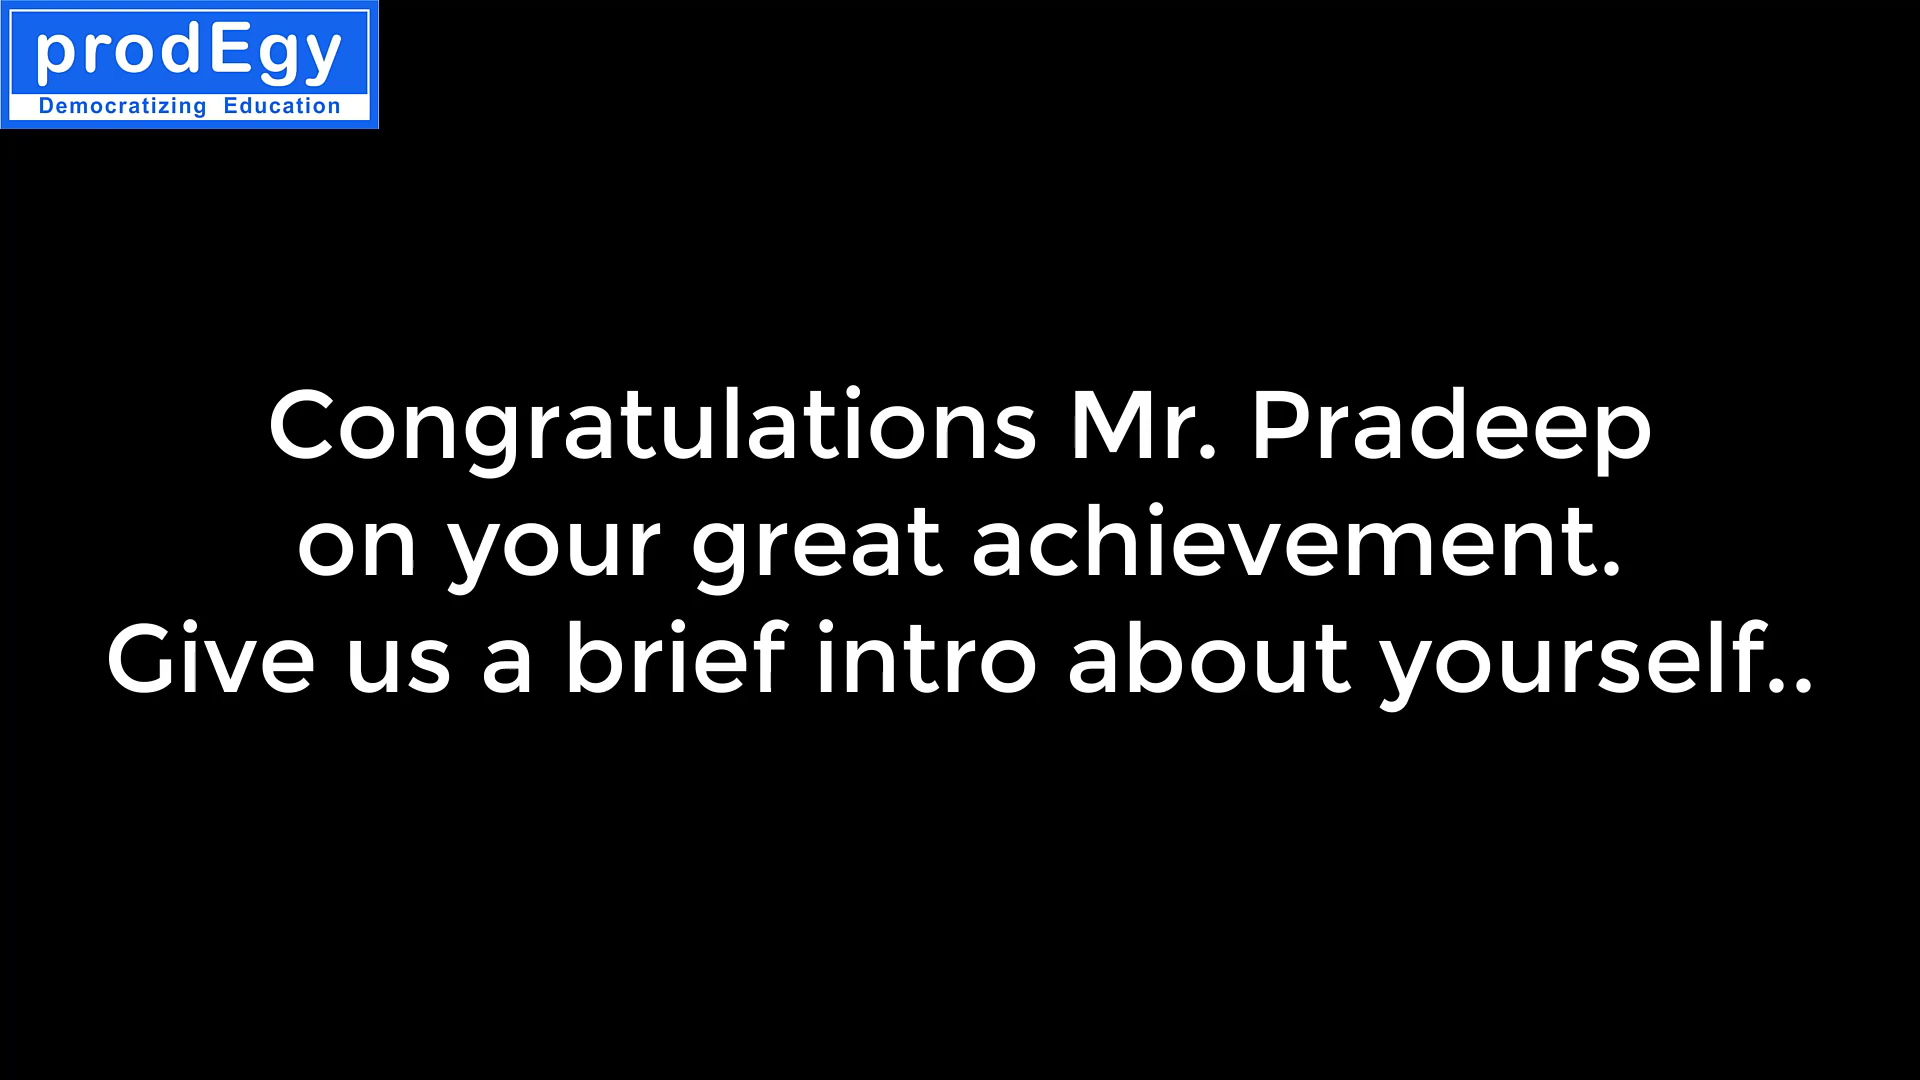 prodEgy
Democratizing Education
Congratulations Mr. Pradeep
on your great achievement.
Give us a brief intro about yourself..